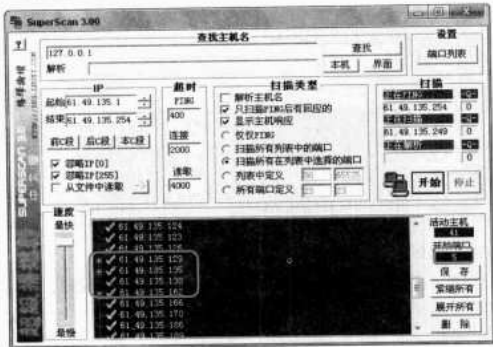 SuperScan 3.00
查找主机名
设置
127.0.0.1
查找
端口列表
解析
本机
界面
IP
超时
扫描类型
扫描
起始 61.49.135.1
PING
解析主机名
400
只扫描PING后有回应的
61.49.135.254 0
结束 61.49.135.254
显示主机响应
连接
仅仅PING
61.49.135.249 0
前C段
后C段
本C段
2000
扫描所有列表中的端口
忽略IP[0]
扫描所有在列表中选择的端口
0
忽略IP[255]
读取
列表中定义
开始
停止
从文件中读取
4000
所有端口定义
速度
最快
61.49.135.124
活动主机
61.49.135.123
41
61.49.135.126
开放端口
61.49.135.129
5
61.49.135.135
保 存
61.49.135.162
紧缩所有
61.49.135.166
61.49.135.170
展开所有
61.49.135.186
删 除
最慢
61.49.135.189